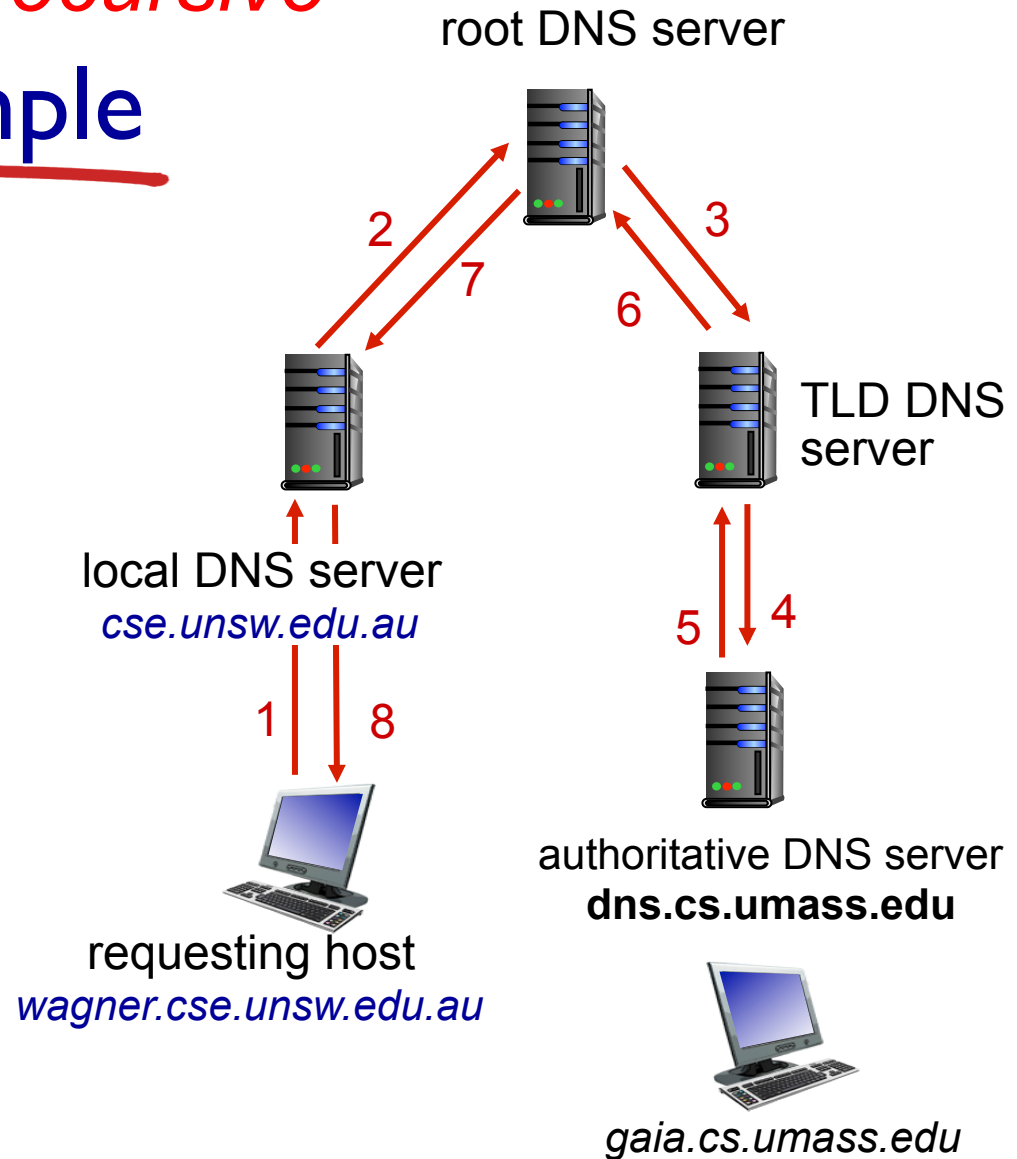 root DNS server
2
7
3
6
TLD DNS
server
local DNS server
cse.unsw.edu.au
5
4
1
8
authoritative DNS server
dns.cs.umass.edu
requesting host
wagner.cse.unsw.edu.au
gaia.cs.umass.edu